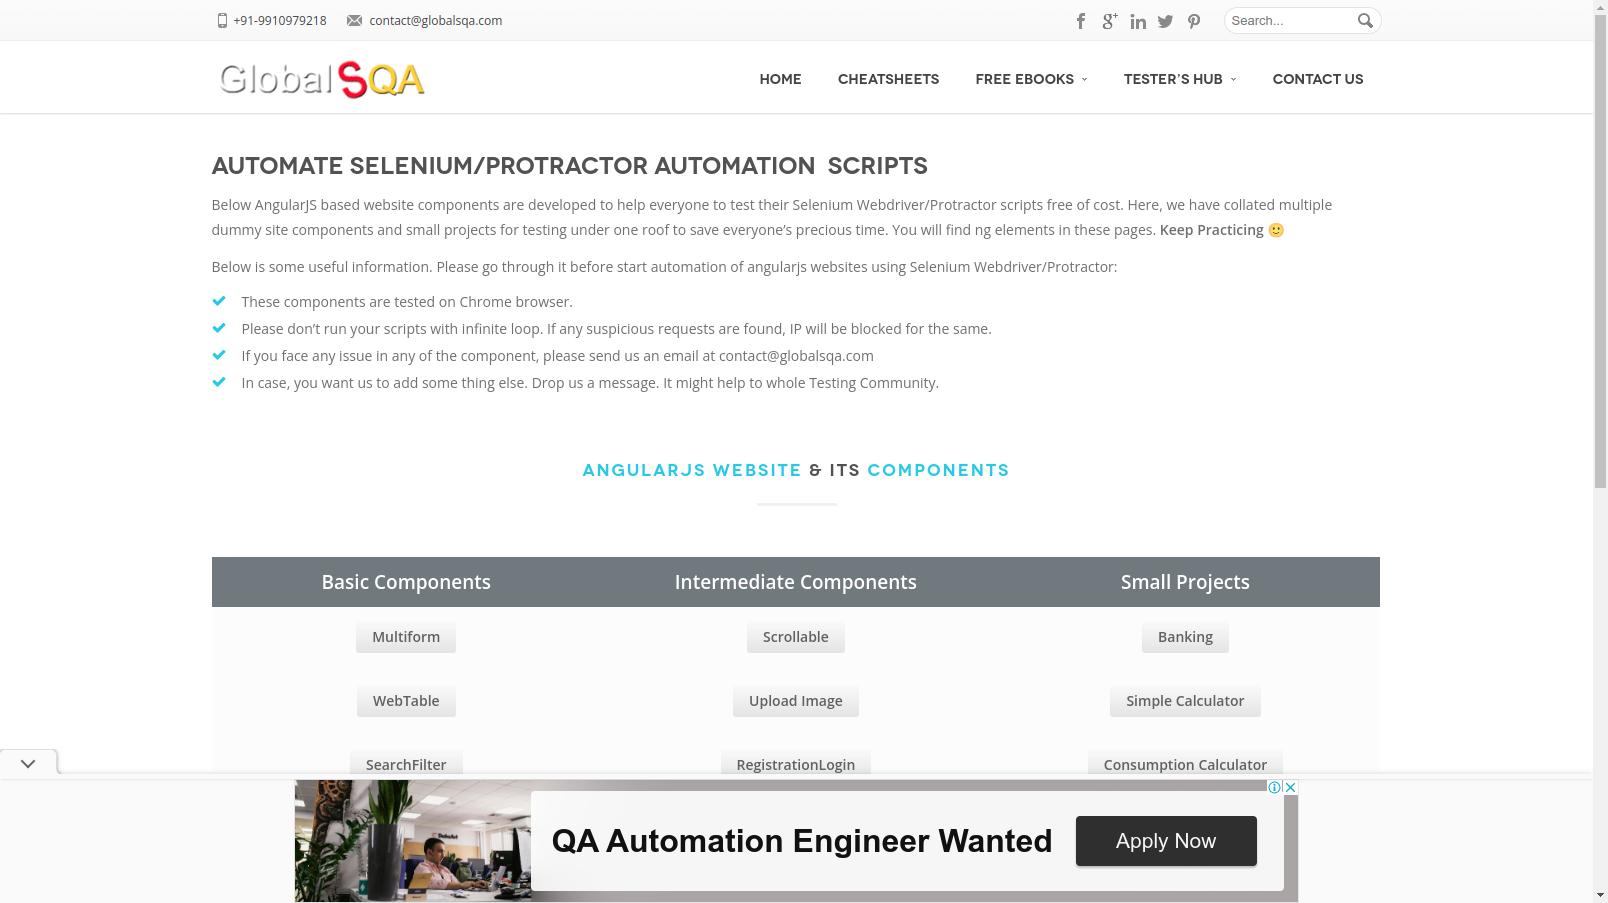 +91-9910979218 contact@globalsqa.com Search...
GlobalSQA
HOME CHEATSHEETS FREE EBOOKS TESTER'S HUB CONTACT US
AUTOMATE SELENIUM/PROTRACTOR AUTOMATION SCRIPTS
Below AngularJS based website components are developed to help everyone to test their Selenium Webdriver/Protractor scripts free of cost. Here, we have collated multiple
dummy site components and small projects for testing under one roof to save everyone’s precious time. You will find ng elements in these pages. Keep Practicing 🙂
Below is some useful information. Please go through it before start automation of angularjs websites using Selenium Webdriver/Protractor:
These components are tested on Chrome browser.
Please don’t run your scripts with infinite loop. If any suspicious requests are found, IP will be blocked for the same.
If you face any issue in any of the component, please send us an email at contact@globalsqa.com
In case, you want us to add some thing else. Drop us a message. It might help to whole Testing Community.
ANGULARJS WEBSITE & ITS COMPONENTS
Basic Components Intermediate Components Small Projects
Multiform Scrollable Banking
WebTable Upload Image Simple Calculator
SearchFilter RegistrationLogin Consumption Calculator
QA Automation Engineer Wanted Apply Now